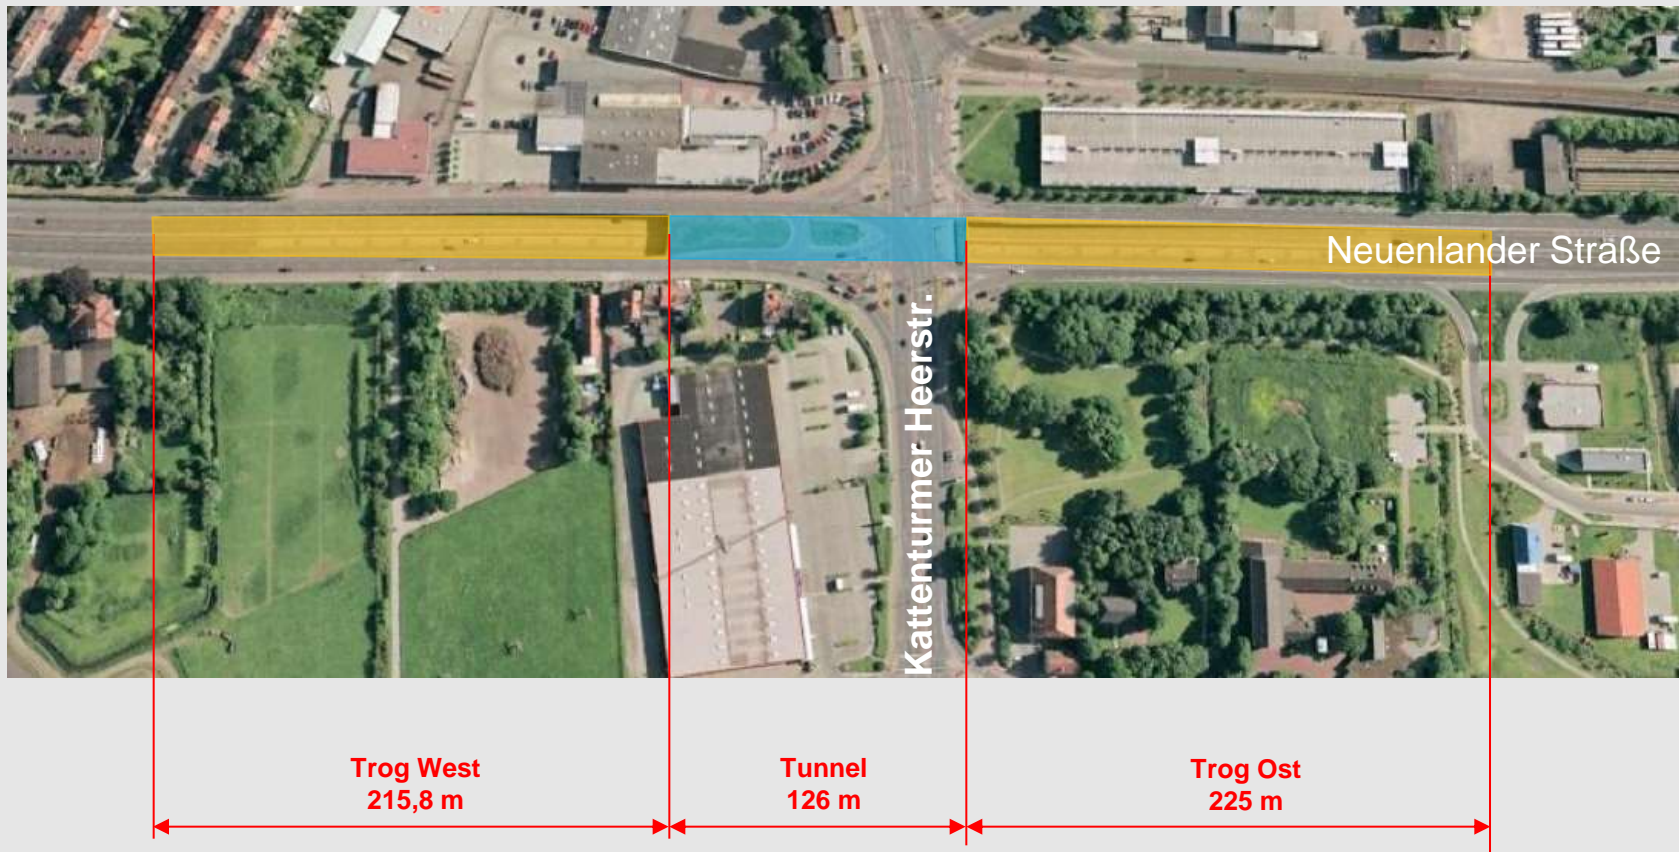 Neuenlander Straße
Kattenturmer Heerstr.
Trog West
215,8 m
Tunnel
126 m
Trog Ost
225 m